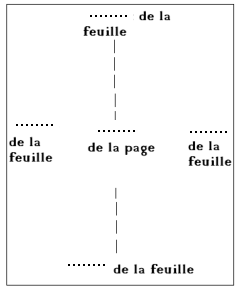 .......... de la
feuille
.......... de la feuille
.......... de la page
.......... de la feuille
.......... de la feuille